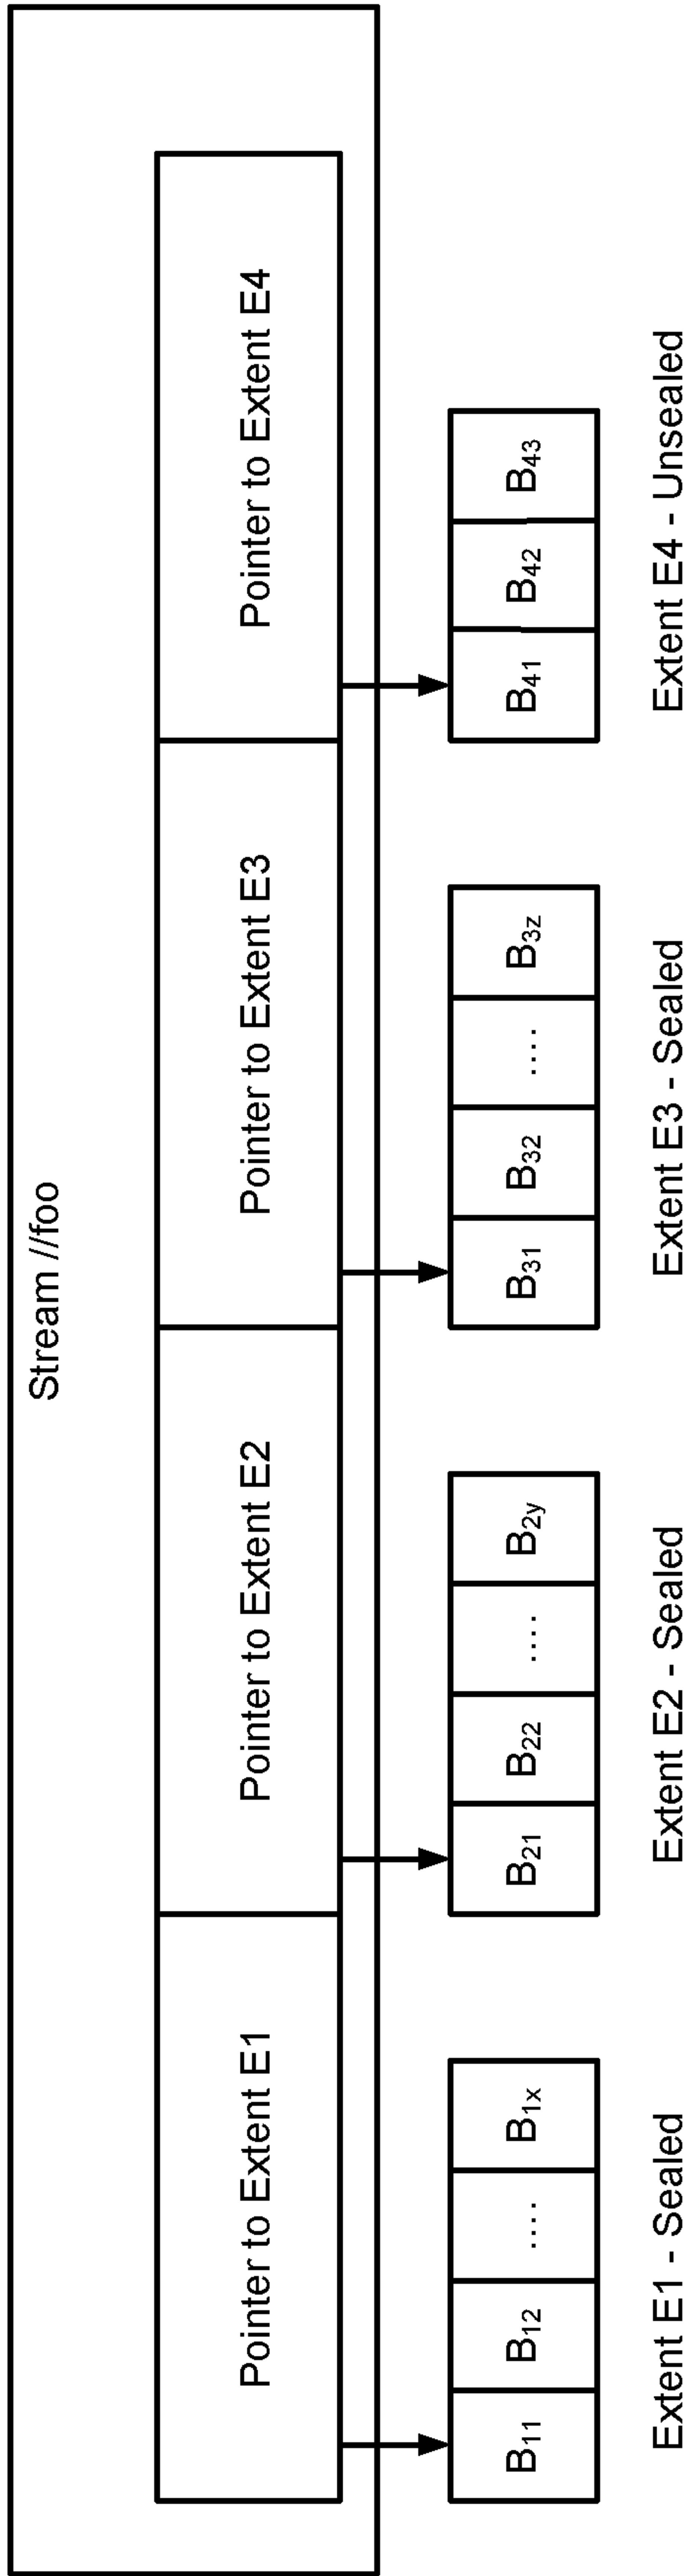 Stream //foo
Pointer to Extent E1
Pointer to Extent E2
Pointer to Extent E3
Pointer to Extent E4
B11 B12 .... B1x
B21 B22 .... B2y
B31 B32 .... B3z
B41 B42 B43
Extent E1 - Sealed
Extent E2 - Sealed
Extent E3 - Sealed
Extent E4 - Unsealed